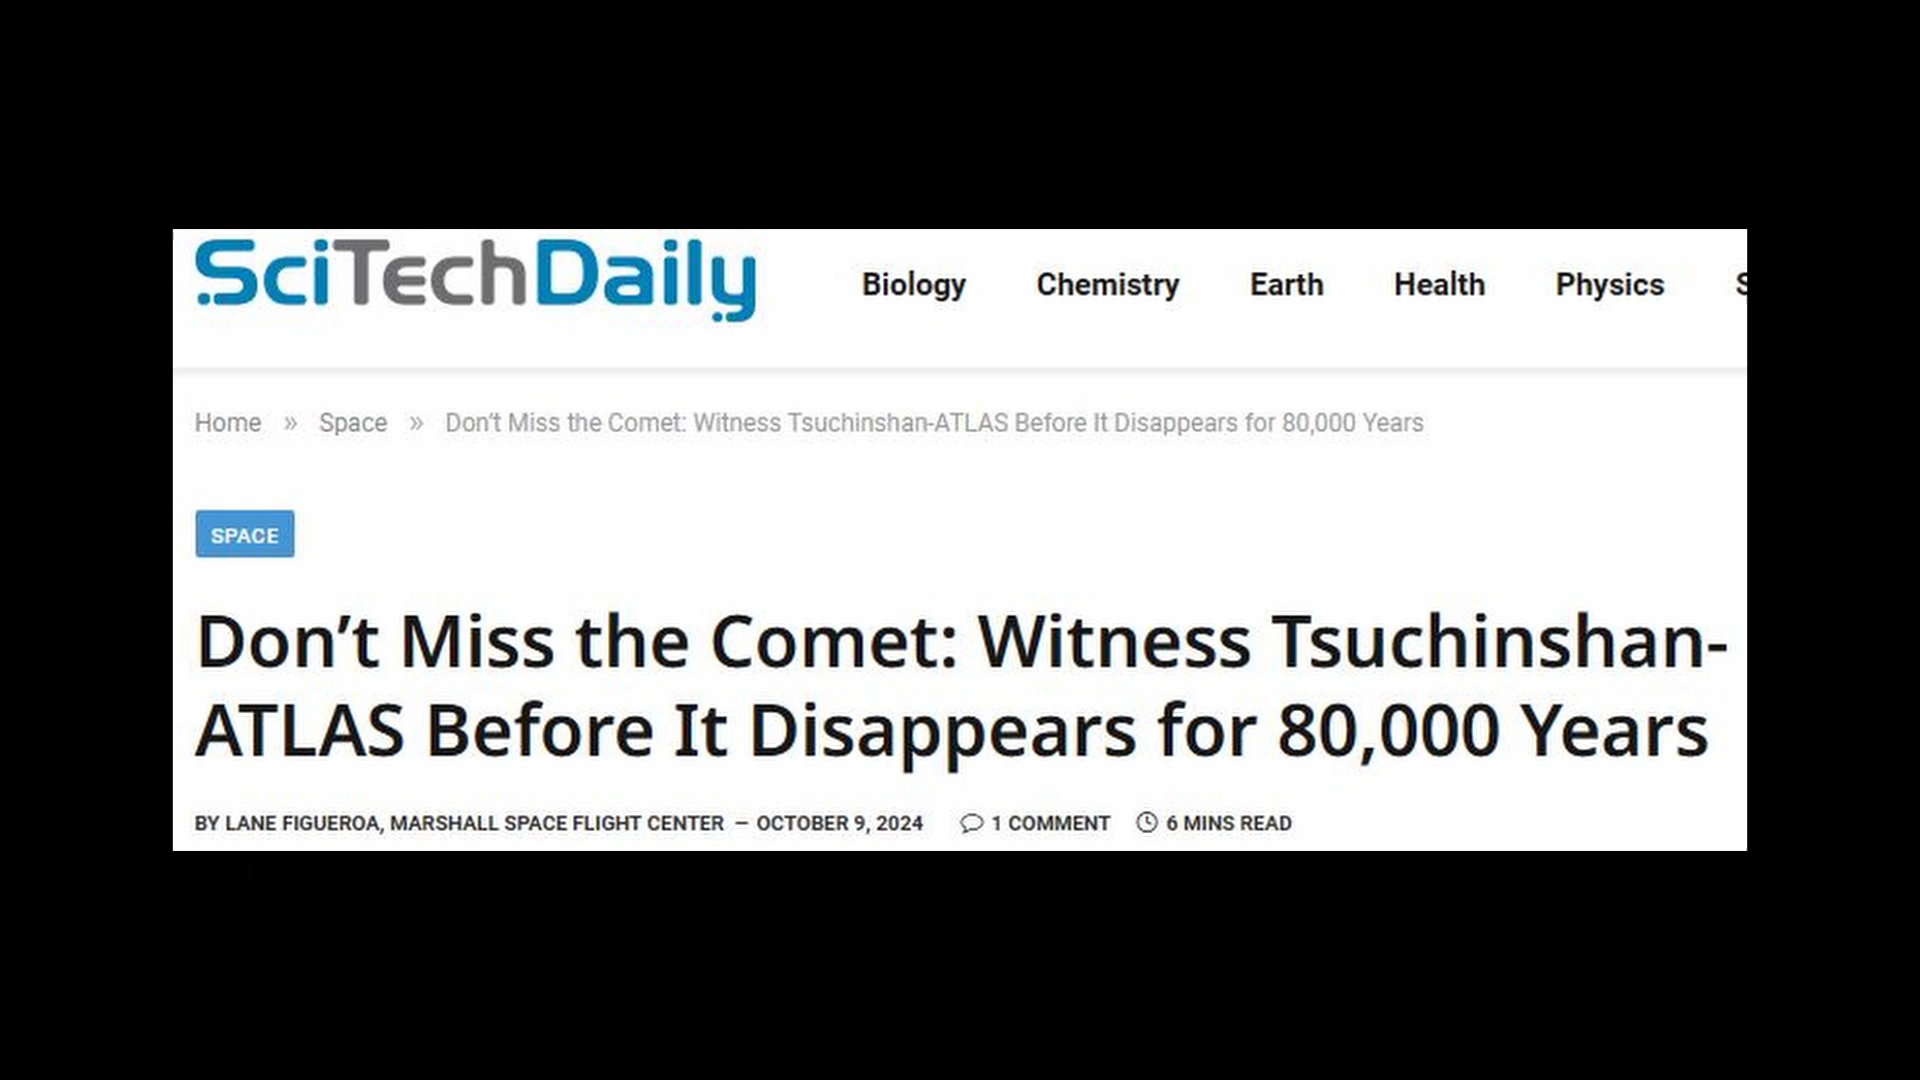 SciTechDaily Biology Chemistry Earth Health Physics S
Home » Space » Don't Miss the Comet: Witness Tsuchinshan-ATLAS Before It Disappears for 80,000 Years
SPACE
Don’t Miss the Comet: Witness Tsuchinshan-
ATLAS Before It Disappears for 80,000 Years
BY LANE FIGUEROA, MARSHALL SPACE FLIGHT CENTER — OCTOBER 9, 2024 1 COMMENT 6 MINS READ